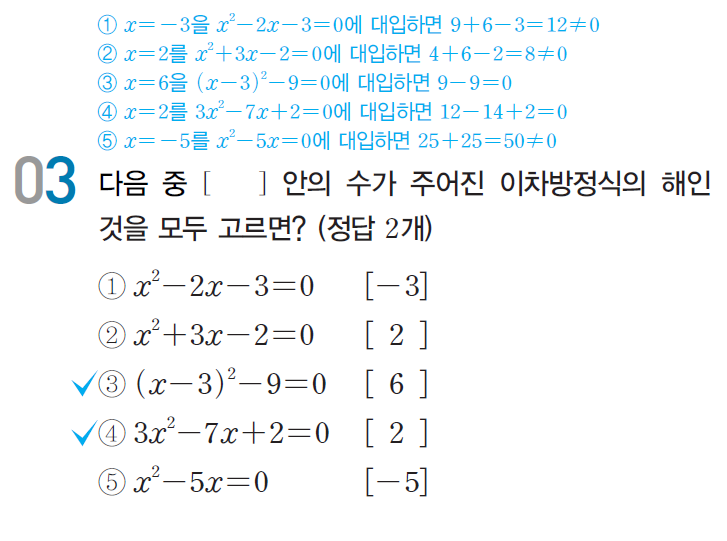 ① x=-3을 x²-2x-3=0에 대입하면 9+6-3=12≠0
② x=2를 x²+3x-2=0에 대입하면 4+6-2=8≠0
③ x=6을 (x-3)²-9=0에 대입하면 9-9=0
④ x=2를 3x²-7x+2=0에 대입하면 12-14+2=0
⑤ x=-5를 x²-5x=0에 대입하면 25+25=50≠0
03 다음 중 [ ] 안의 수가 주어진 이차방정식의 해인
것을 모두 고르면? (정답 2개)
① x²-2x-3=0 [-3]
② x²+3x-2=0 [ 2 ]
③ (x-3)²-9=0 [ 6 ]
④ 3x²-7x+2=0 [ 2 ]
⑤ x²-5x=0 [-5]